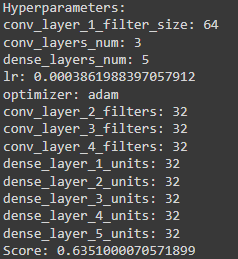 Hyperparameters:
conv_layer_1_filter_size: 64
conv_layers_num: 3
dense_layers_num: 5
lr: 0.0003861988397057912
optimizer: adam
conv_layer_2_filters: 32
conv_layer_3_filters: 32
conv_layer_4_filters: 32
dense_layer_1_units: 32
dense_layer_2_units: 32
dense_layer_3_units: 32
dense_layer_4_units: 32
dense_layer_5_units: 32
Score: 0.6351000070571899